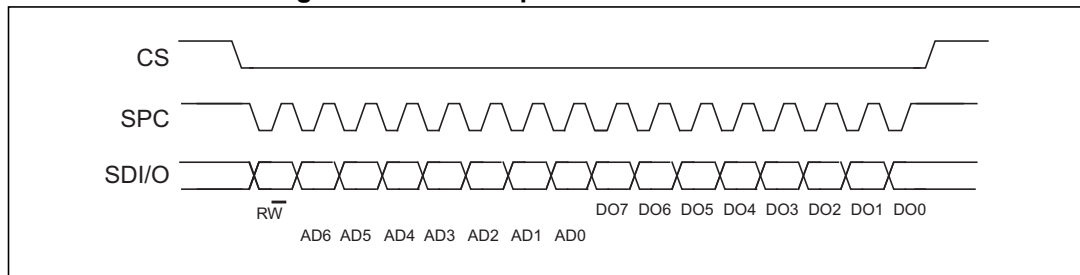 CS
SPC
SDI/O
RW
DO7 DO6 DO5 DO4 DO3 DO2 DO1 DO0
AD6 AD5 AD4 AD3 AD2 AD1 AD0